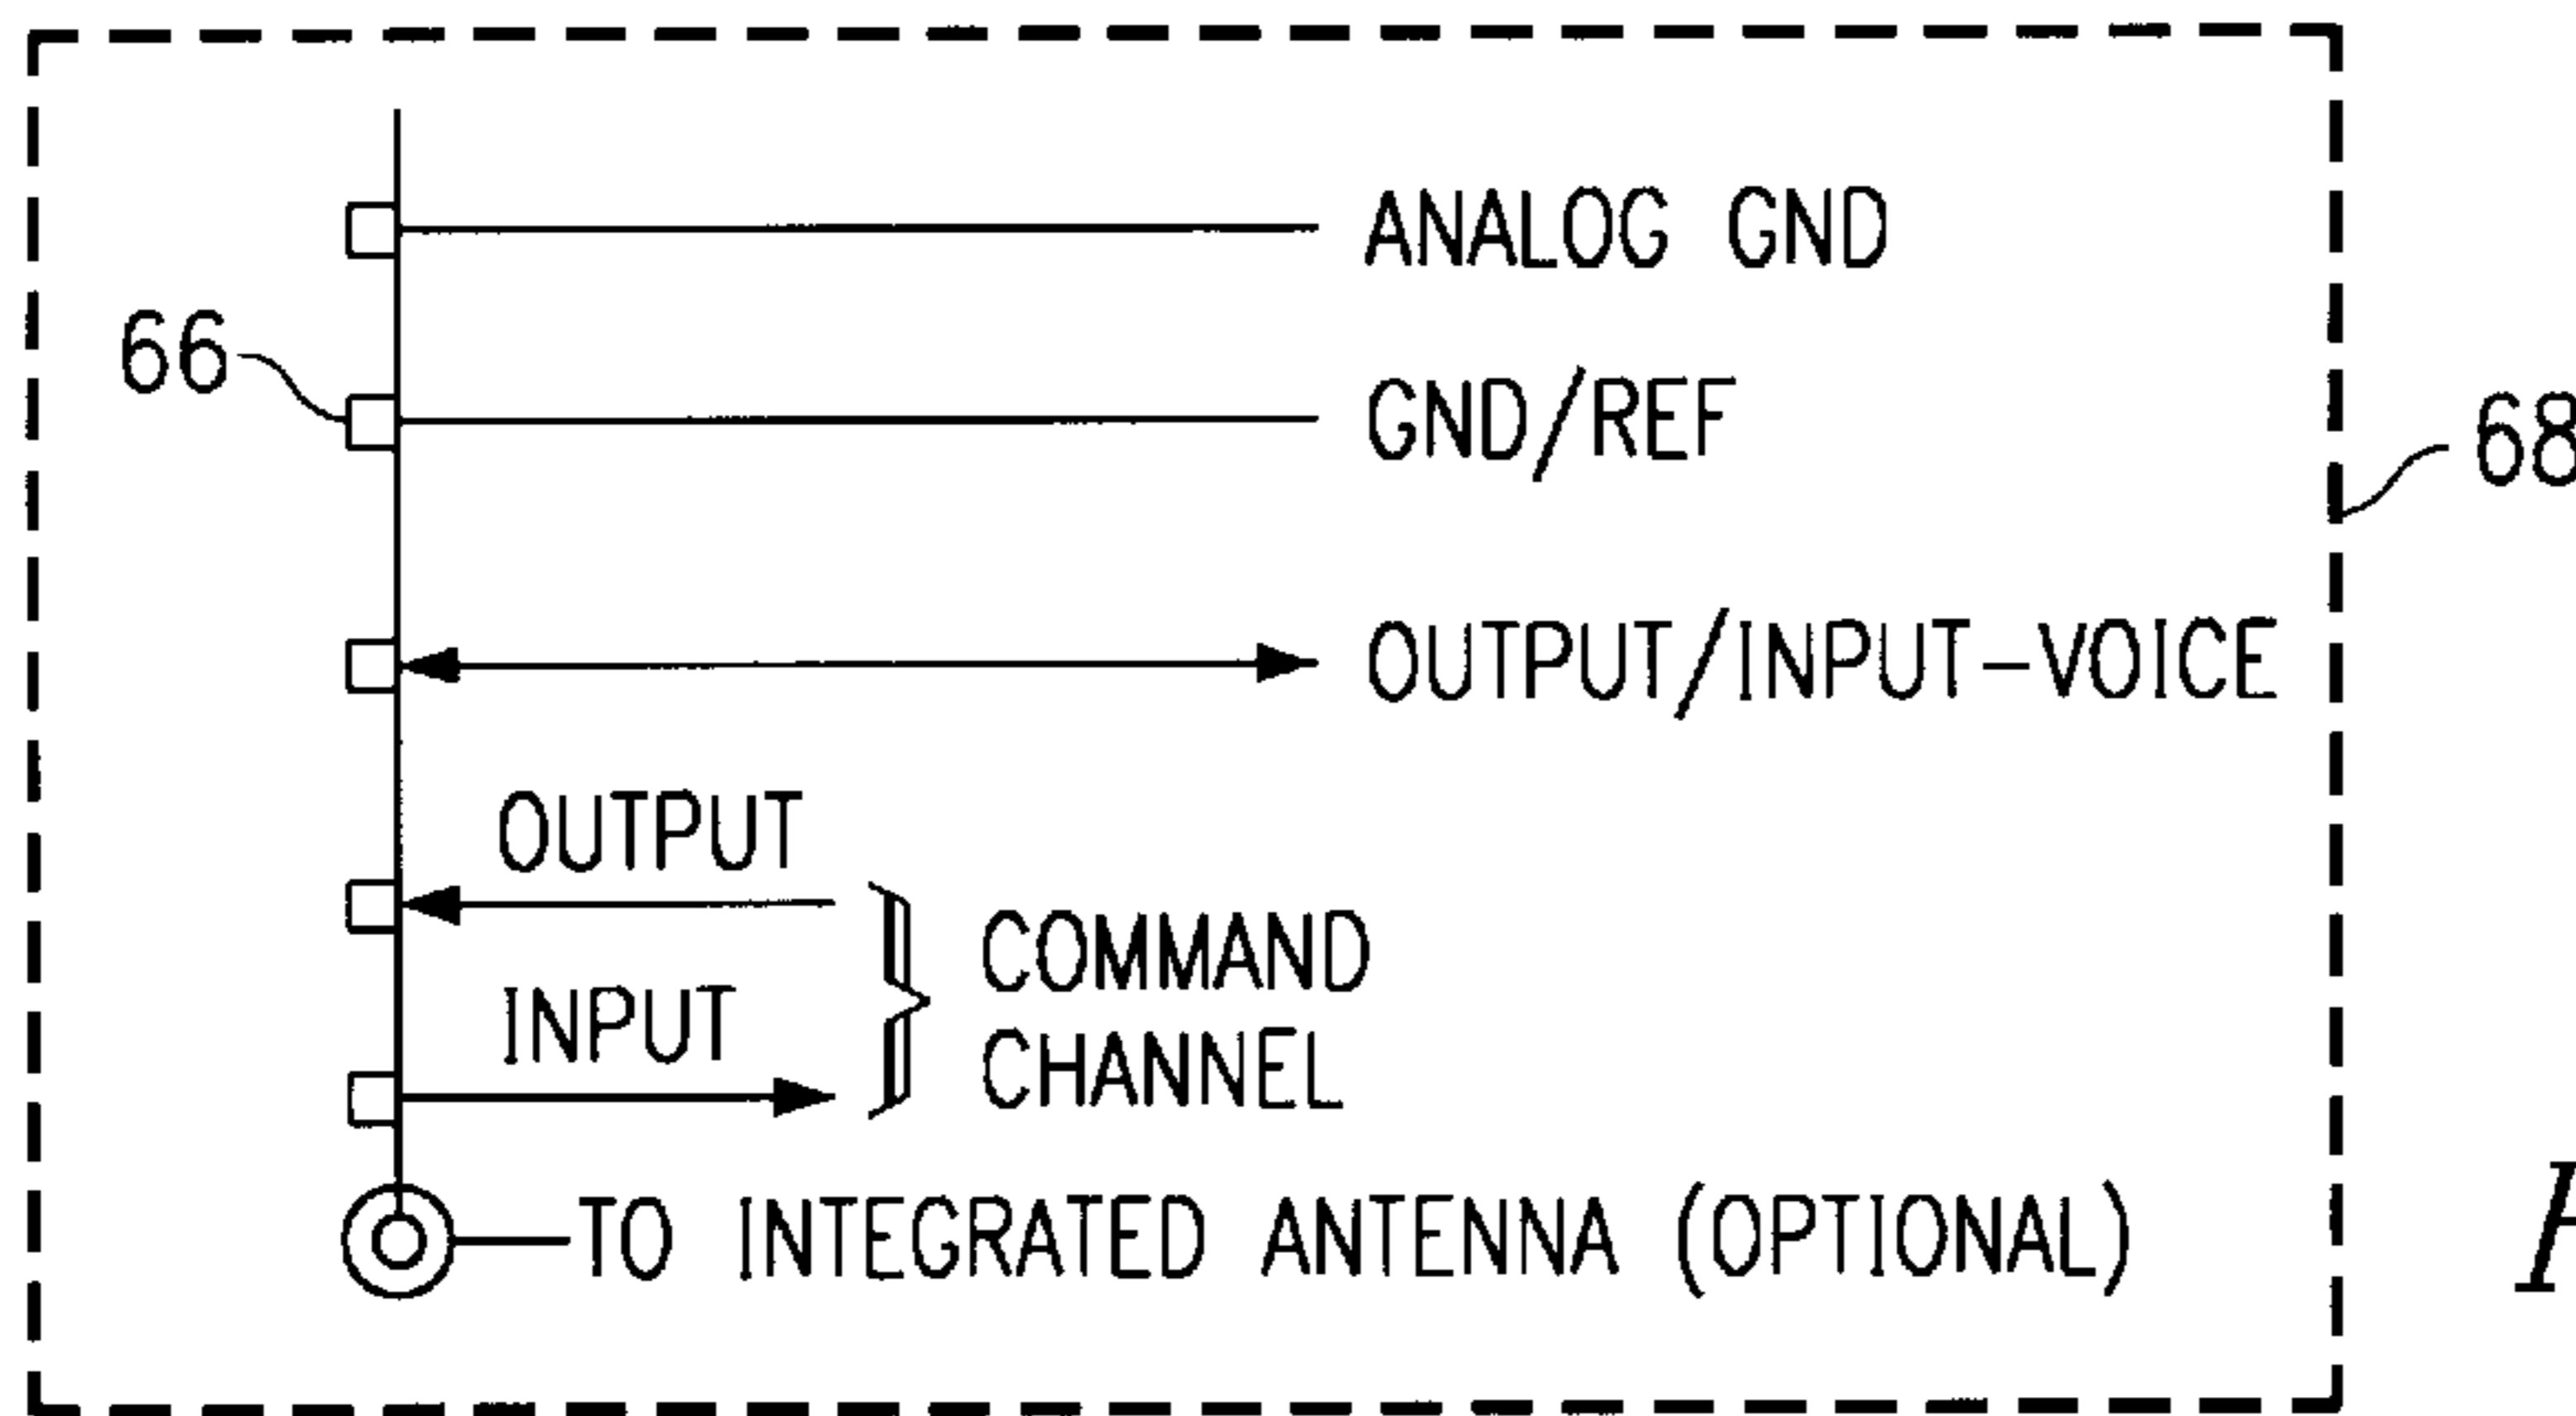 ANALOG GND
66
GND/REF
68
OUTPUT/INPUT-VOICE
OUTPUT
COMMAND
INPUT
CHANNEL
TO INTEGRATED ANTENNA (OPTIONAL)